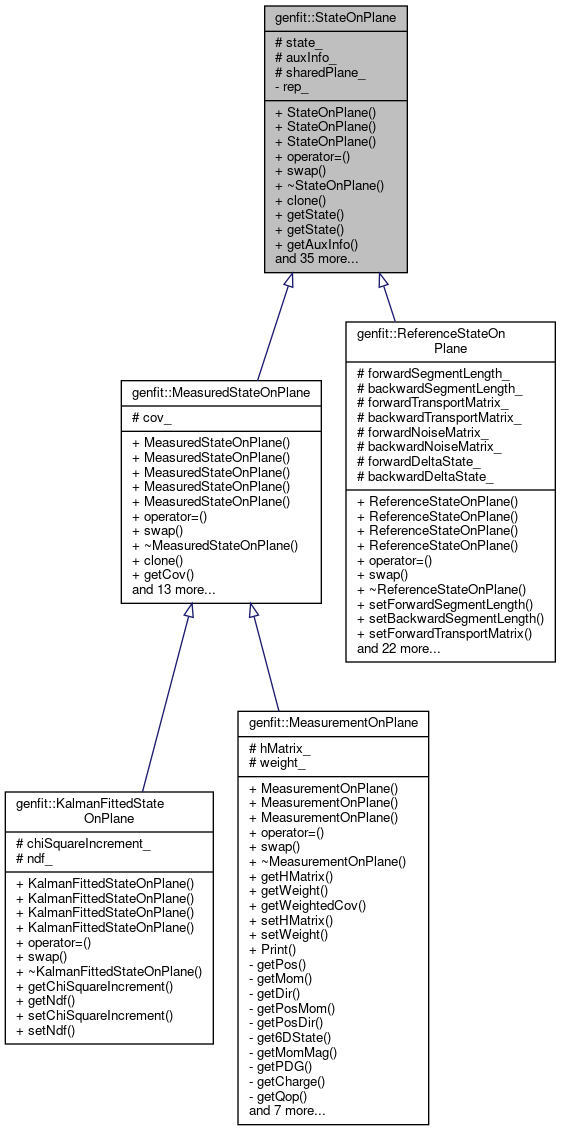 genfit::StateOnPlane
# state_
# auxInfo_
# sharedPlane_
- rep_
+ StateOnPlane()
+ StateOnPlane()
+ StateOnPlane()
+ operator=()
+ swap()
+ ~StateOnPlane()
+ clone()
+ getState()
+ getState()
+ getAuxInfo()
and 35 more...
genfit::ReferenceStateOn
Plane
# forwardSegmentLength_
# backwardSegmentLength_
# forwardTransportMatrix_
# backwardTransportMatrix_
# forwardNoiseMatrix_
# backwardNoiseMatrix_
# forwardDeltaState_
# backwardDeltaState_
+ ReferenceStateOnPlane()
+ ReferenceStateOnPlane()
+ ReferenceStateOnPlane()
+ ReferenceStateOnPlane()
+ operator=()
+ swap()
+ ~ReferenceStateOnPlane()
+ setForwardSegmentLength()
+ setBackwardSegmentLength()
+ setForwardTransportMatrix()
and 22 more...
genfit::MeasuredStateOnPlane
# cov_
+ MeasuredStateOnPlane()
+ MeasuredStateOnPlane()
+ MeasuredStateOnPlane()
+ MeasuredStateOnPlane()
+ MeasuredStateOnPlane()
+ operator=()
+ swap()
+ ~MeasuredStateOnPlane()
+ clone()
+ getCov()
and 13 more...
genfit::MeasurementOnPlane
# hMatrix_
# weight_
+ MeasurementOnPlane()
+ MeasurementOnPlane()
+ MeasurementOnPlane()
+ operator=()
+ swap()
+ ~MeasurementOnPlane()
+ getHMatrix()
+ getWeight()
+ getWeightedCov()
+ setHMatrix()
+ setWeight()
+ Print()
- getPos()
- getMom()
- getDir()
- getPosMom()
- getPosDir()
- get6DState()
- getMomMag()
- getPDG()
- getCharge()
- getQop()
and 7 more...
genfit::KalmanFittedState
OnPlane
# chiSquareIncrement_
# ndf_
+ KalmanFittedStateOnPlane()
+ KalmanFittedStateOnPlane()
+ KalmanFittedStateOnPlane()
+ KalmanFittedStateOnPlane()
+ operator=()
+ swap()
+ ~KalmanFittedStateOnPlane()
+ getChiSquareIncrement()
+ getNdf()
+ setChiSquareIncrement()
+ setNdf()